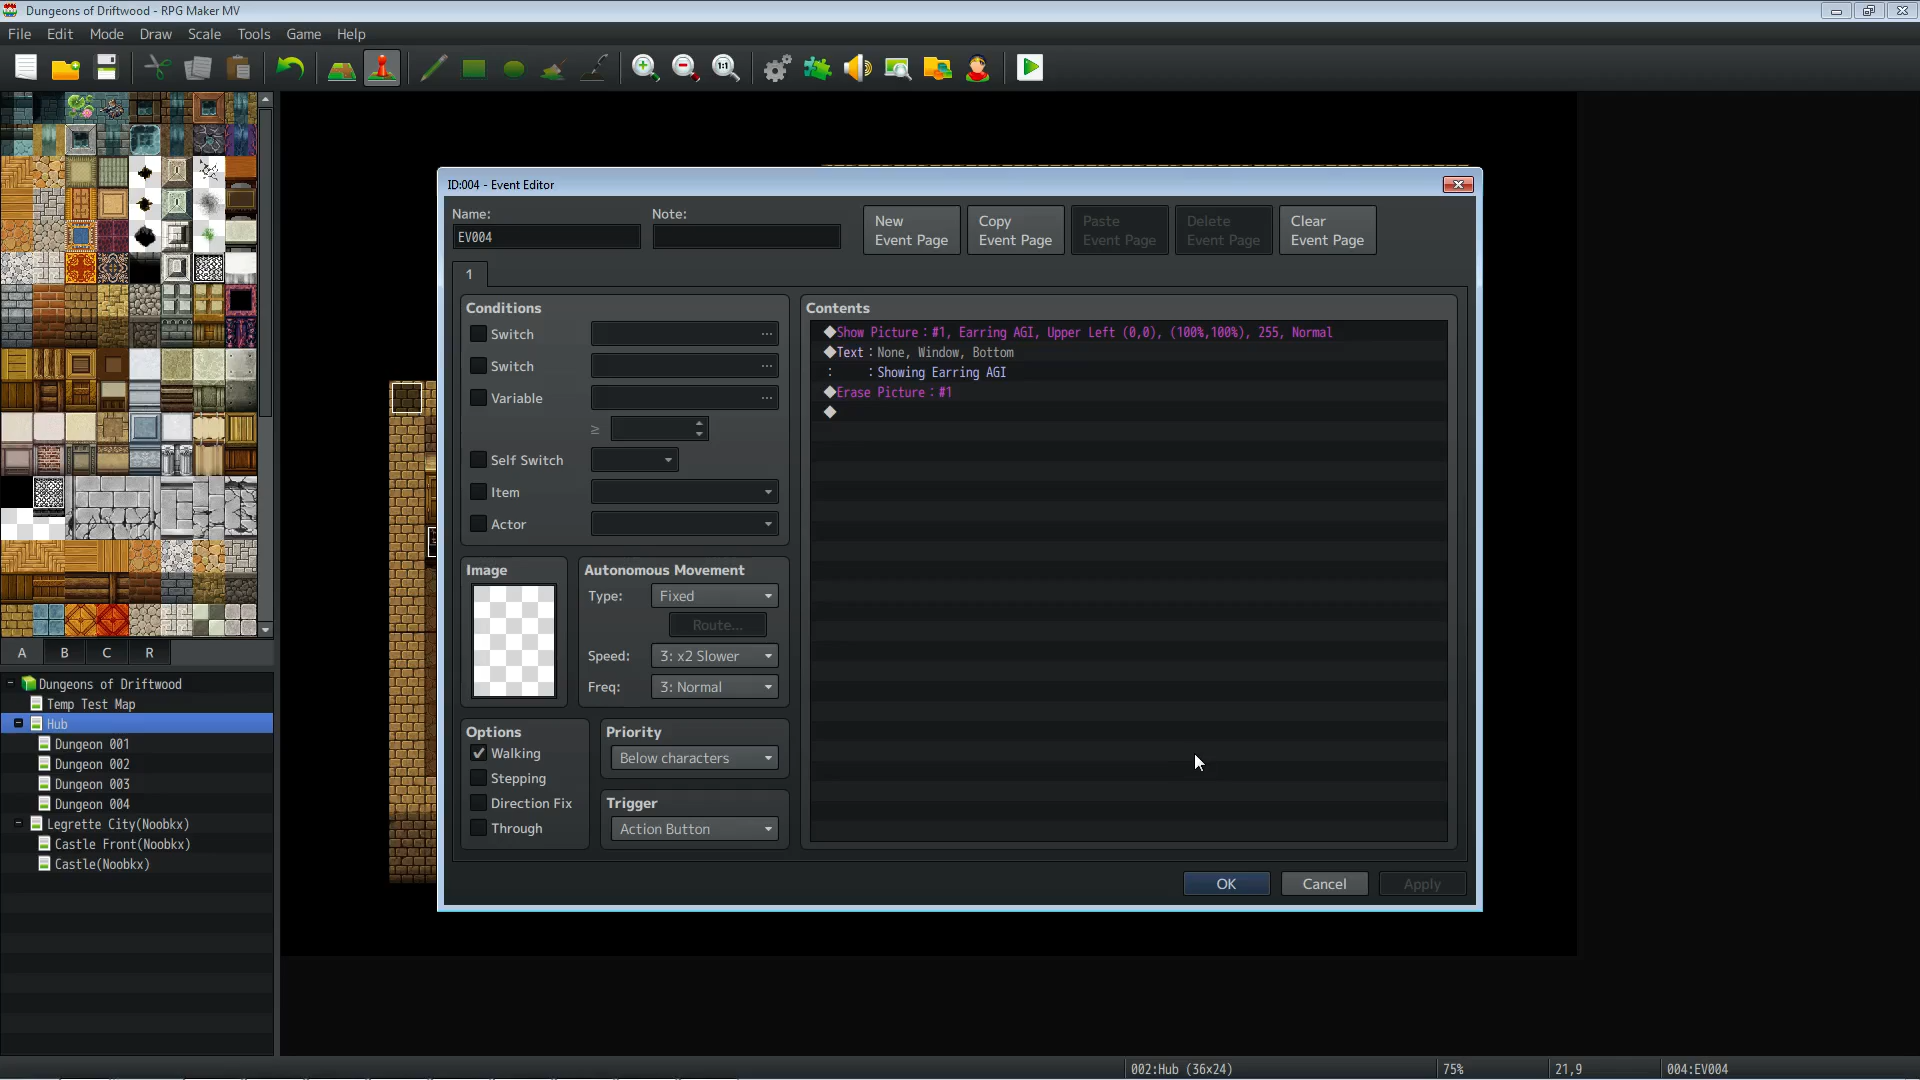 Dungeons of Driftwood - RPG Maker MV
File Edit Mode Draw Scale Tools Game Help
1:1
ID:004 - Event Editor
Name:
Note:
EV004
New
Event Page
Copy
Event Page
Paste
Event Page
Delete
Event Page
Clear
Event Page
1
Conditions
Switch ...
Switch ...
Variable ...
≥
Self Switch
Item
Actor
Image
Autonomous Movement
Type: Fixed
Route...
Speed: 3: x2 Slower
Freq: 3: Normal
Options
Walking
Stepping
Direction Fix
Through
Priority
Below characters
Trigger
Action Button
Contents
◆Show Picture：#1, Earring AGI, Upper Left (0,0), (100%,100%), 255, Normal
◆Text：None, Window, Bottom
：　　：Showing Earring AGI
◆Erase Picture：#1
◆
OK
Cancel
Apply
A B C R
Dungeons of Driftwood
Temp Test Map
Hub
Dungeon 001
Dungeon 002
Dungeon 003
Dungeon 004
Legrette City(Noobkx)
Castle Front(Noobkx)
Castle(Noobkx)
002:Hub (36x24)
75%
21,9
004:EV004